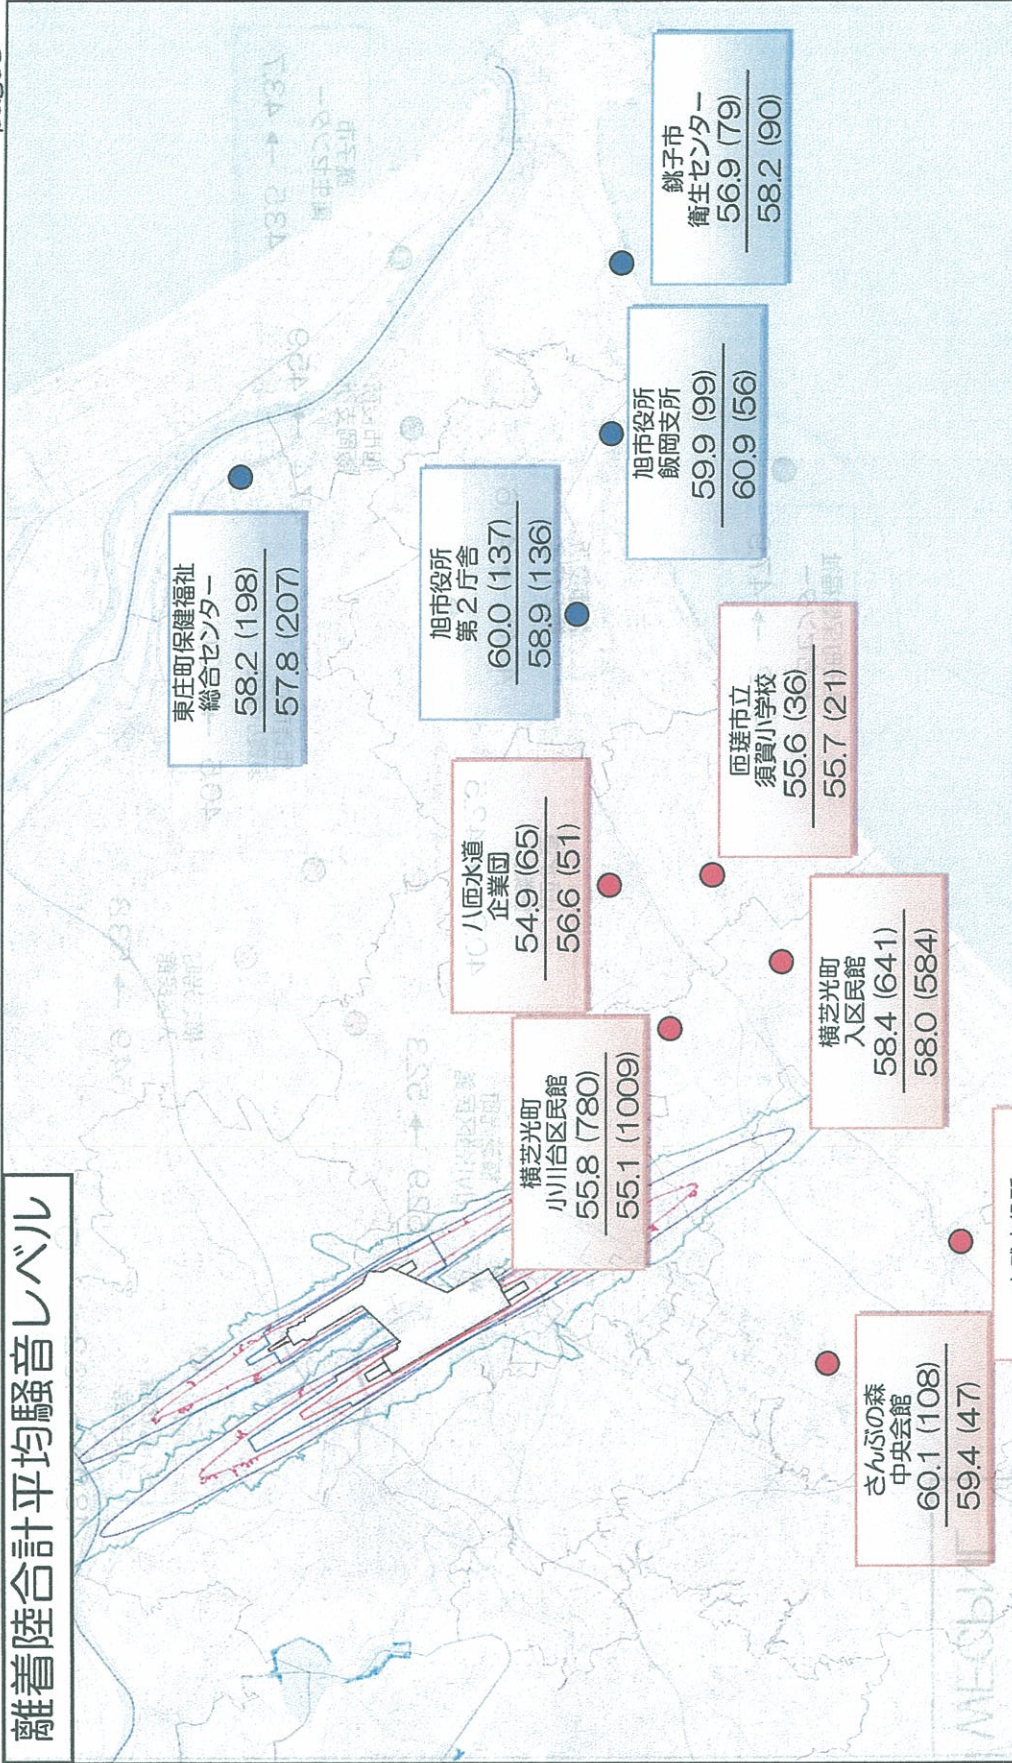 離着陸合計平均騒音レベル
東庄町保健福祉
総合センター
58.2 (198)
57.8 (207)
旭市役所
第2庁舎
60.0 (137)
58.9 (136)
旭市役所
飯岡支所
59.9 (99)
60.9 (56)
銚子市
衛生センター
56.9 (79)
58.2 (90)
八匝水道
企業団
54.9 (65)
56.6 (51)
匝瑳市立
須賀小学校
55.6 (36)
55.7 (21)
横芝光町
小川台区民館
55.8 (780)
55.1 (1009)
横芝光町
入区民館
58.4 (641)
58.0 (584)
さんぶの森
中央会館
60.1 (108)
59.4 (47)